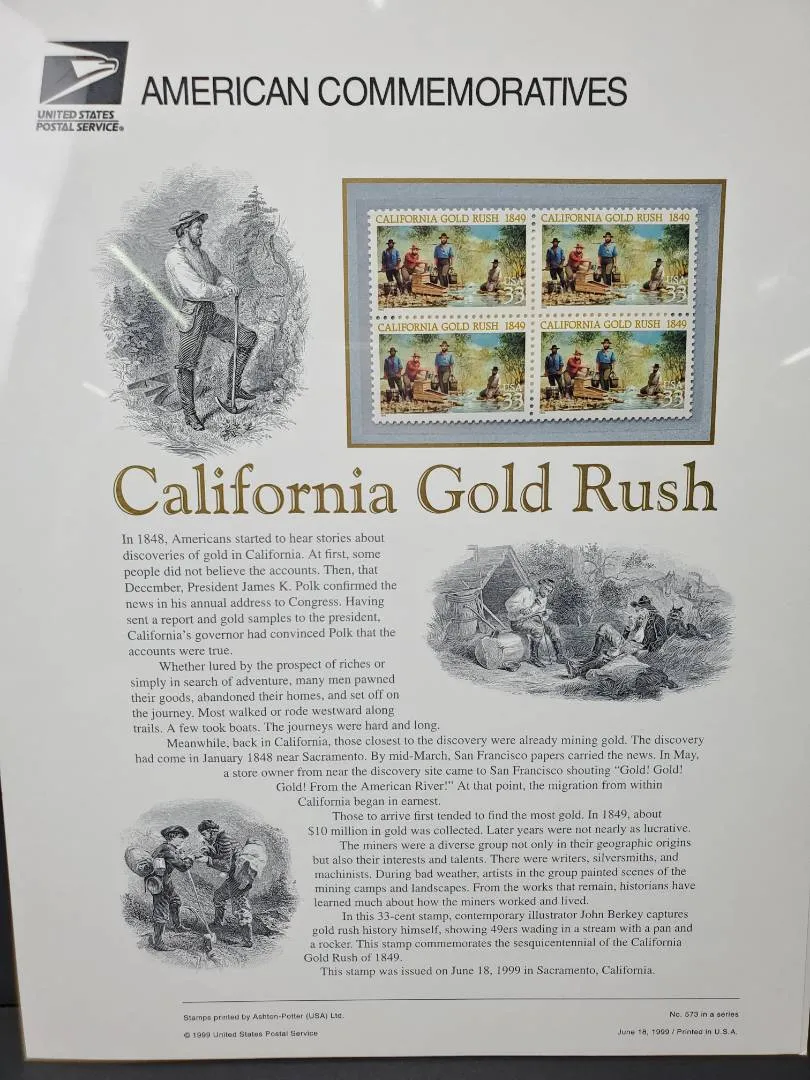 UNITED STATES
POSTAL SERVICE®
AMERICAN COMMEMORATIVES
CALIFORNIA GOLD RUSH 1849
USA
33
CALIFORNIA GOLD RUSH 1849
USA
33
CALIFORNIA GOLD RUSH 1849
USA
33
CALIFORNIA GOLD RUSH 1849
USA
33
California Gold Rush
In 1848, Americans started to hear stories about
discoveries of gold in California. At first, some
people did not believe the accounts. Then, that
December, President James K. Polk confirmed the
news in his annual address to Congress. Having
sent a report and gold samples to the president,
California's governor had convinced Polk that the
accounts were true.
Whether lured by the prospect of riches or
simply in search of adventure, many men pawned
their goods, abandoned their homes, and set off on
the journey. Most walked or rode westward along
trails. A few took boats. The journeys were hard and long.
Meanwhile, back in California, those closest to the discovery were already mining gold. The discovery
had come in January 1848 near Sacramento. By mid-March, San Francisco papers carried the news. In May,
a store owner from near the discovery site came to San Francisco shouting "Gold! Gold!
Gold! From the American River!" At that point, the migration from within
California began in earnest.
Those to arrive first tended to find the most gold. In 1849, about
$10 million in gold was collected. Later years were not nearly as lucrative.
The miners were a diverse group not only in their geographic origins
but also their interests and talents. There were writers, silversmiths, and
machinists. During bad weather, artists in the group painted scenes of the
mining camps and landscapes. From the works that remain, historians have
learned much about how the miners worked and lived.
In this 33-cent stamp, contemporary illustrator John Berkey captures
gold rush history himself, showing 49ers wading in a stream with a pan and
a rocker. This stamp commemorates the sesquicentennial of the California
Gold Rush of 1849.
This stamp was issued on June 18, 1999 in Sacramento, California.
Stamps printed by Ashton-Potter (USA) Ltd.
© 1999 United States Postal Service
No. 573 in a series
June 18, 1999 / Printed in U.S.A.